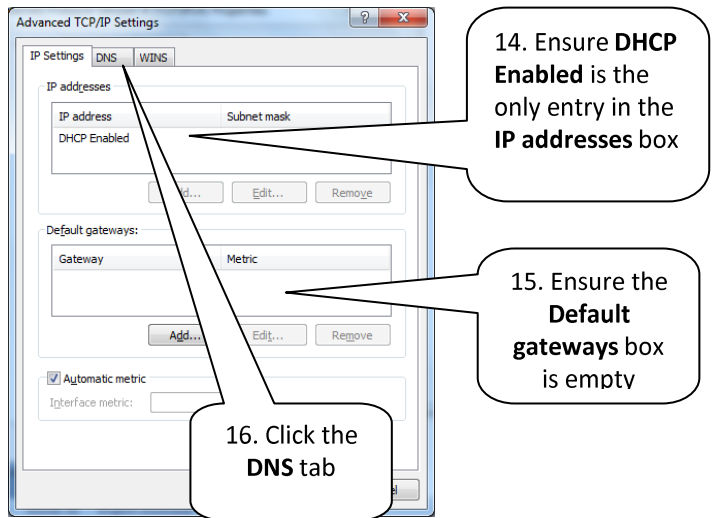 Advanced TCP/IP Settings
IP Settings DNS WINS
IP addresses
IP address Subnet mask
DHCP Enabled
Edit... Remove
Default gateways:
Gateway Metric
Add... Edit... Remove
Automatic metric
Interface metric:
14. Ensure DHCP
Enabled is the
only entry in the
IP addresses box
15. Ensure the
Default
gateways box
is empty
16. Click the
DNS tab